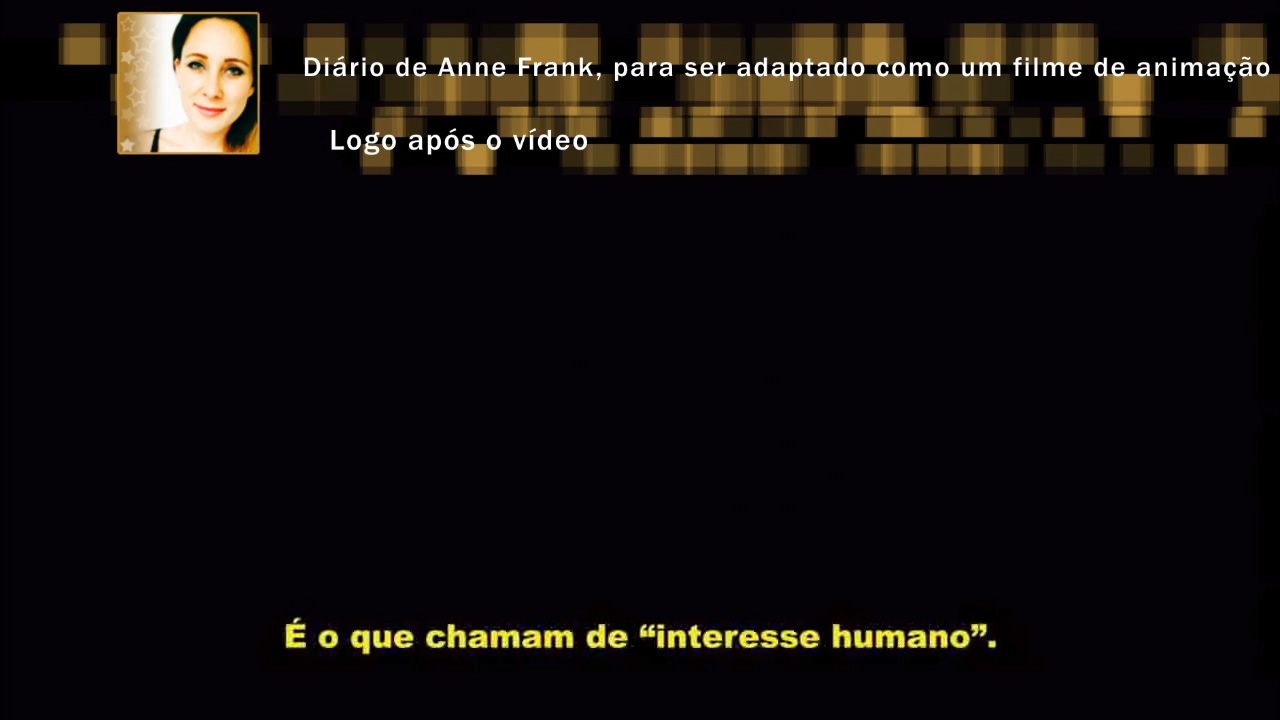 Diário de Anne Frank, para ser adaptado como um filme de animação
Logo após o vídeo
É o que chamam de “interesse humano”.